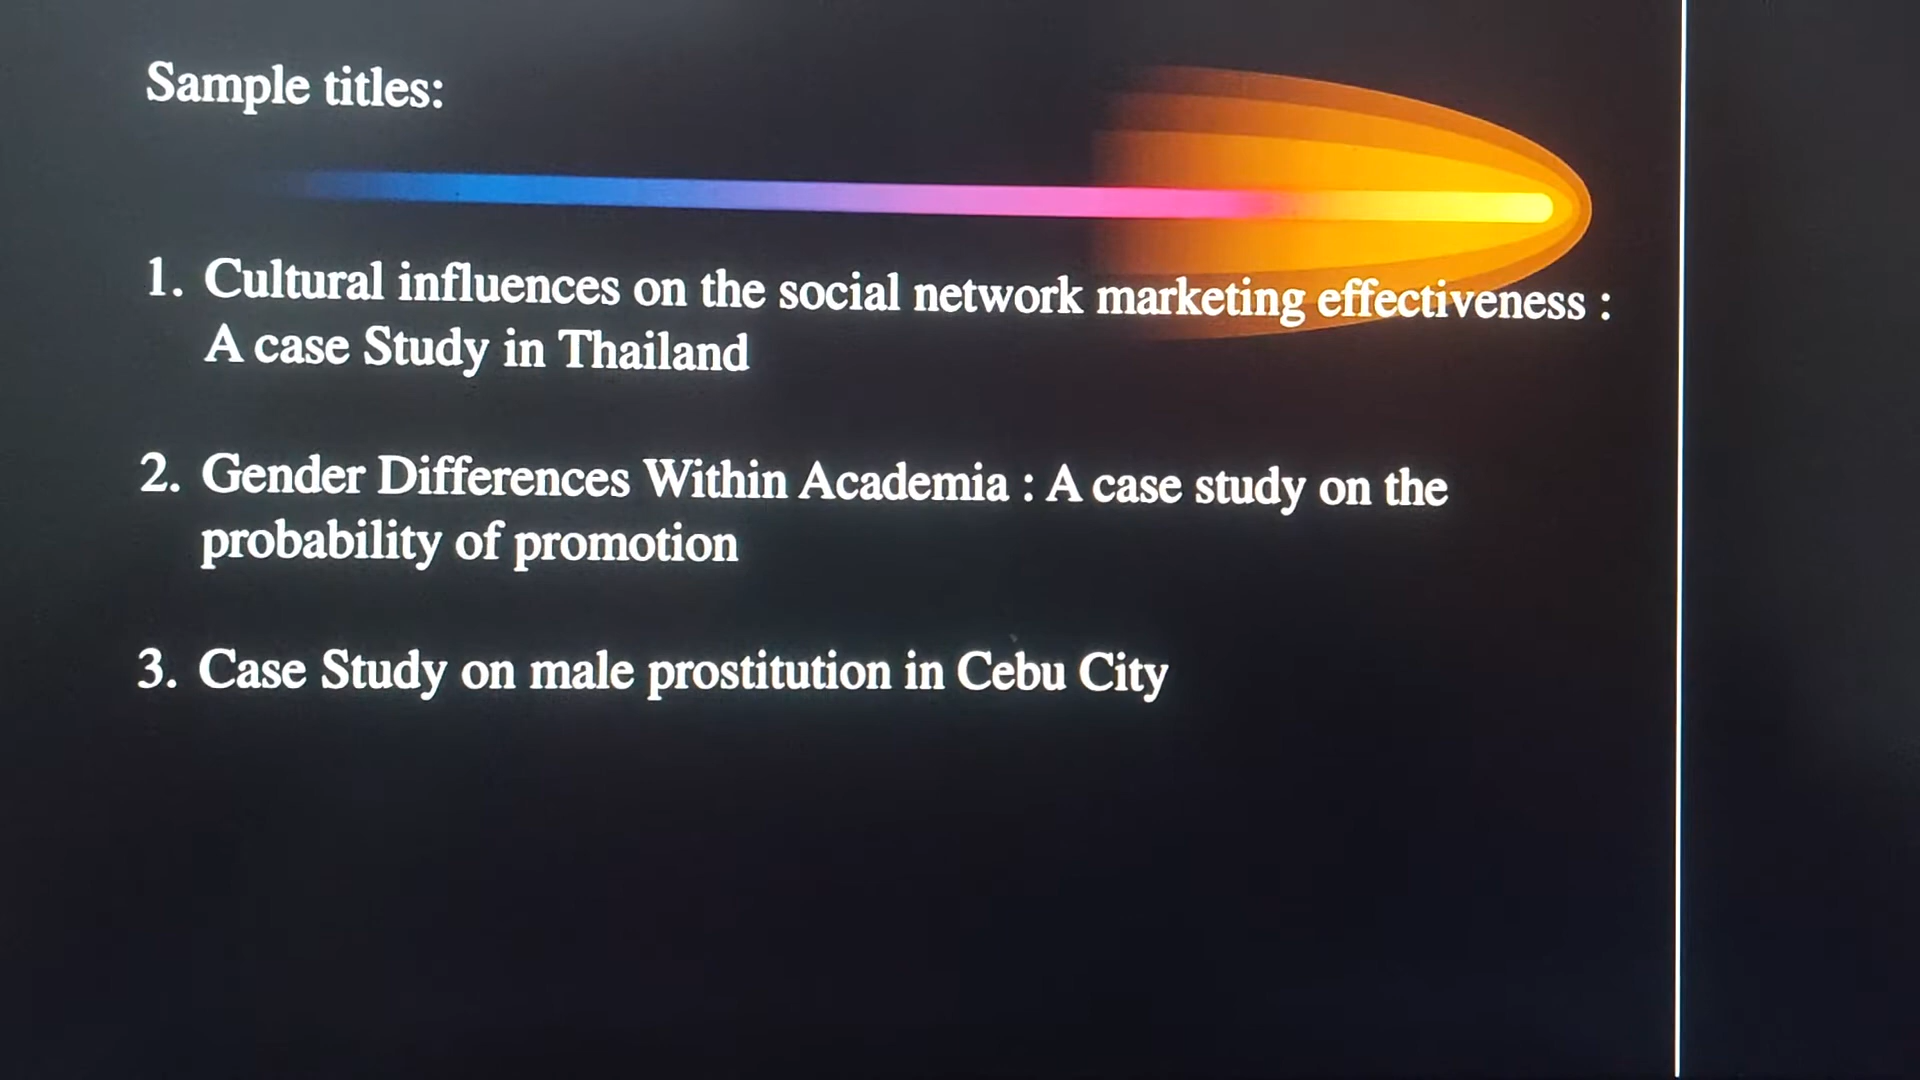 Sample titles:
1. Cultural influences on the social network marketing effectiveness :
A case Study in Thailand
2. Gender Differences Within Academia : A case study on the
probability of promotion
3. Case Study on male prostitution in Cebu City